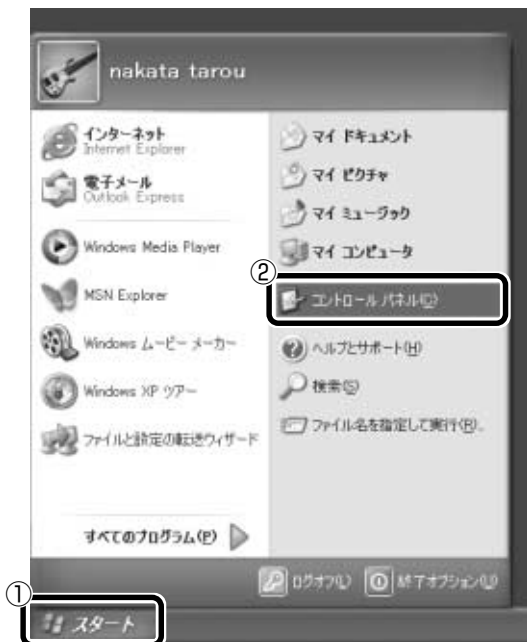 nakata tarou
インターネット
Internet Explorer
電子メール
Outlook Express
Windows Media Player
MSN Explorer
Windows ムービー メーカー
Windows XP ツアー
ファイルと設定の転送ウィザード
すべてのプログラム(P)
マイ ドキュメント
マイ ピクチャ
マイ ミュージック
マイ コンピュータ
②
コントロール パネル(C)
ヘルプとサポート(H)
検索(S)
ファイル名を指定して実行(R)...
ログオフ(L)
終了オプション(U)
①
スタート